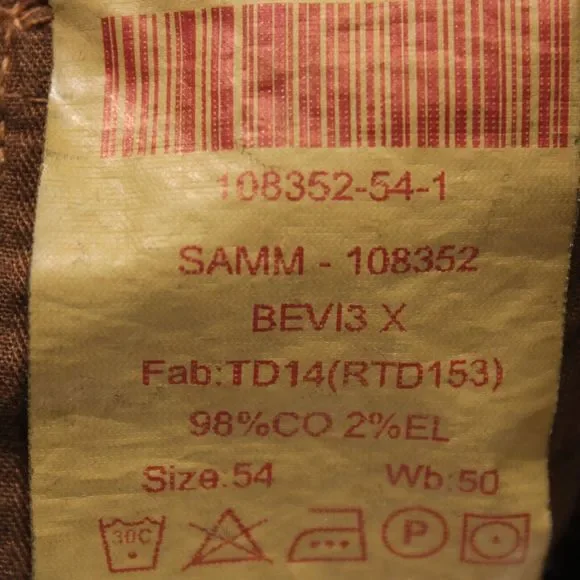 108352-54-1
SAMM - 108352
BEVI3 X
Fab:TD14(RTD153)
98%CO 2%EL
Size:54 Wb:50
30C P